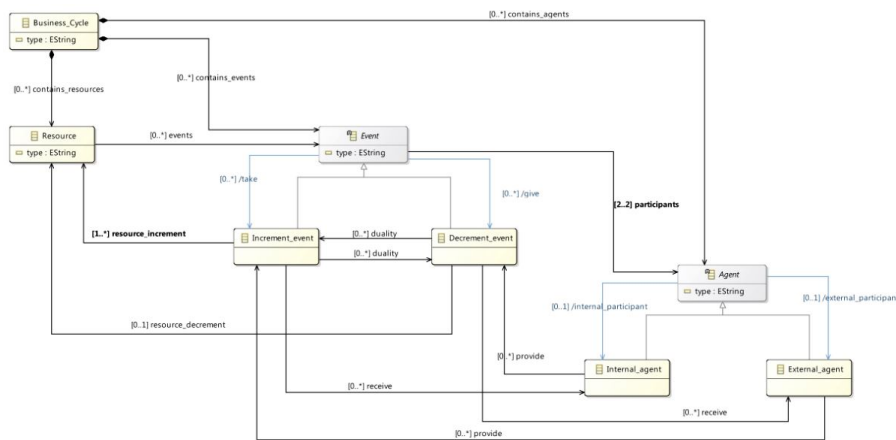 Business_Cycle
type : EString
[0..*] contains_agents
[0..*] contains_events
[0..*] contains_resources
Resource
type : EString
[0..*] events
Event
type : EString
[0..*] /take
[0..*] /give
[2..2] participants
[1..*] resource_increment
Increment_event
[0..*] duality
[0..*] duality
Decrement_event
Agent
type : EString
[0..1] /internal_participant
[0..1] /external_participant
[0..1] resource_decrement
[0..*] provide
Internal_agent
External_agent
[0..*] receive
[0..*] receive
[0..*] provide